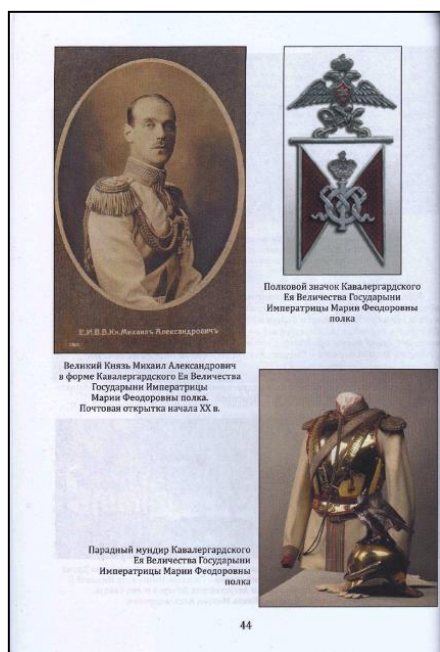 Е.И.В.В.Кн.Михаилъ Александровичъ
Великий Князь Михаил Александрович
в форме Кавалергардского Ея Величества
Государыни Императрицы
Марии Феодоровны полка.
Почтовая открытка начала XX в.
Полковой значок Кавалергардского
Ея Величества Государыни
Императрицы Марии Феодоровны
полка
Парадный мундир Кавалергардского
Ея Величества Государыни
Императрицы Марии Феодоровны
полка
44